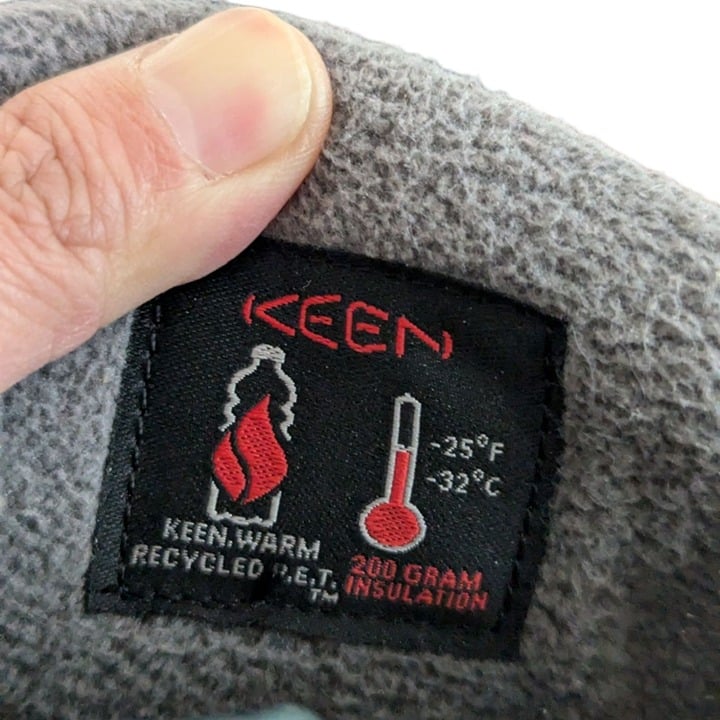 KEEN
-25°F
-32°C
KEEN.WARM
RECYCLED P.E.T.
TM
200 GRAM
INSULATION